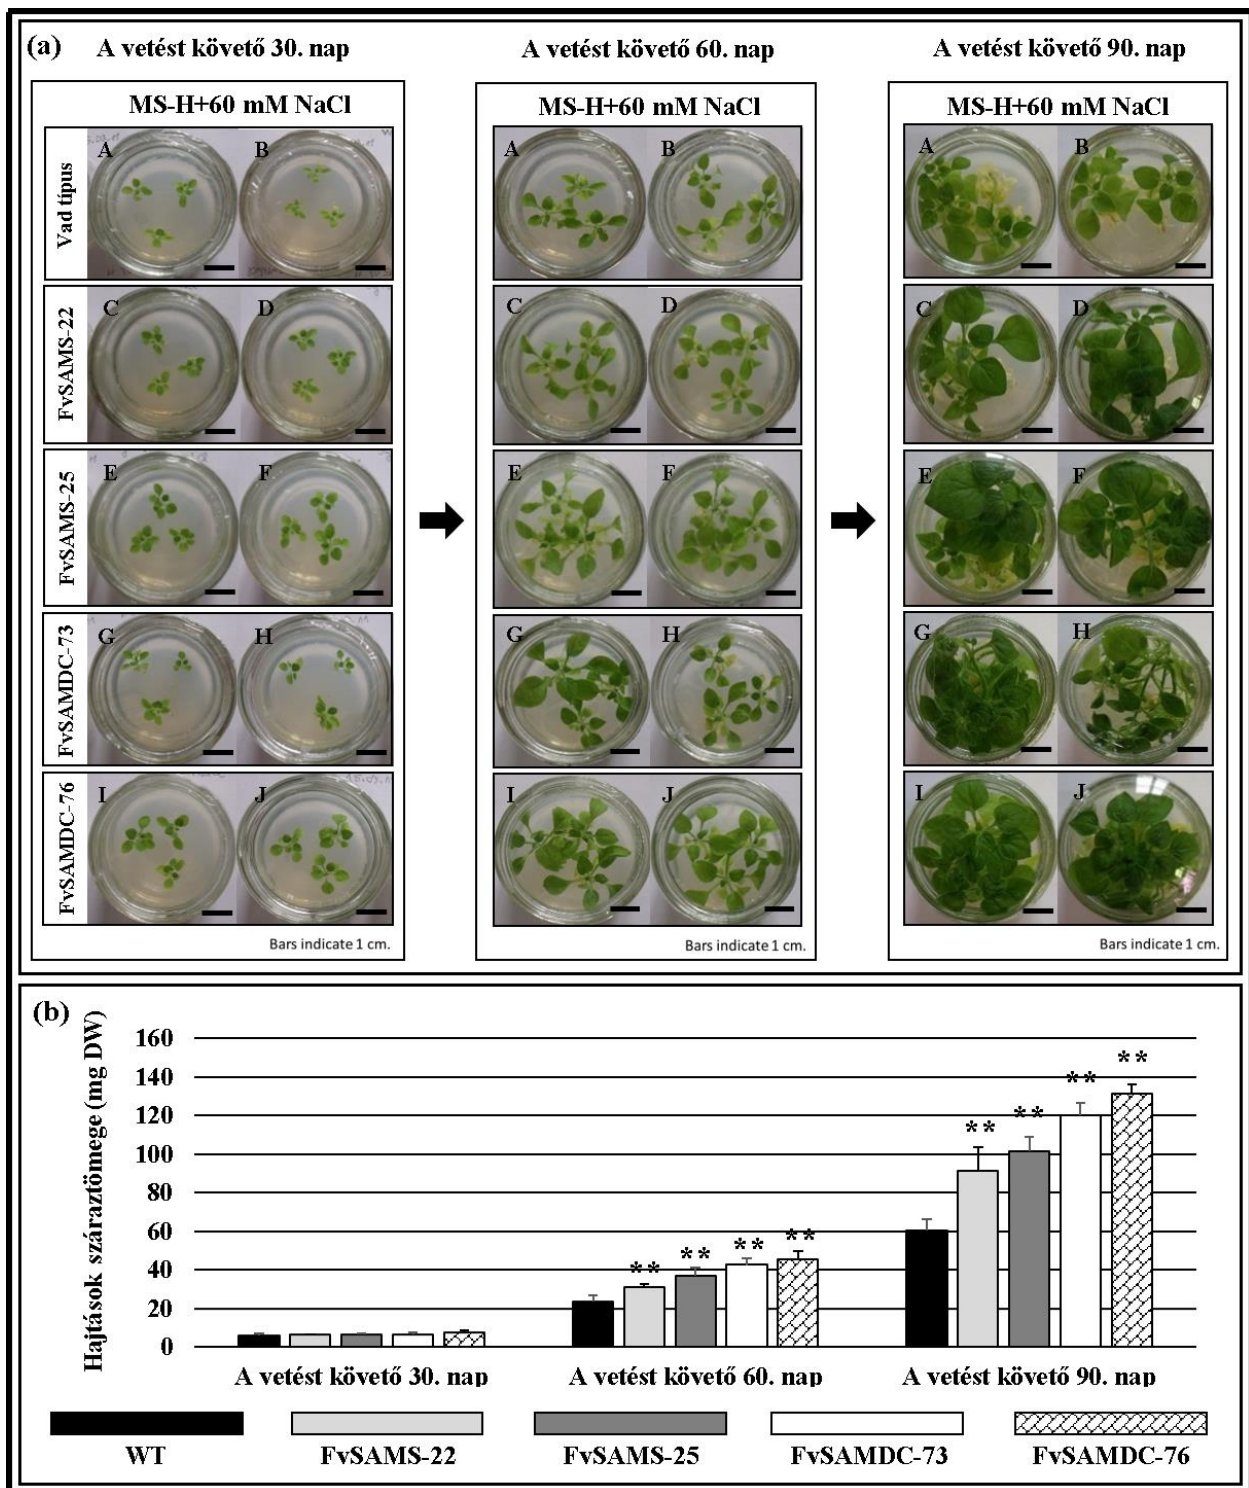 (a) A vetést követő 30. nap A vetést követő 60. nap A vetést követő 90. nap
MS-H+60 mM NaCl MS-H+60 mM NaCl MS-H+60 mM NaCl
Vad típus A B A B A B
FvSAMS-22 C D C D C D
FvSAMS-25 E F E F E F
FvSAMDC-73 G H G H G H
FvSAMDC-76 I J I J I J
Bars indicate 1 cm. Bars indicate 1 cm. Bars indicate 1 cm.
(b)
Hajtások száraztömege (mg DW)
160
140
120
100
80
60
40
20
0
** ** ** **
** ** ** **
A vetést követő 30. nap A vetést követő 60. nap A vetést követő 90. nap
WT FvSAMS-22 FvSAMS-25 FvSAMDC-73 FvSAMDC-76